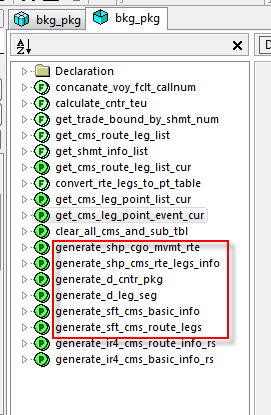 bkg_pkg bkg_pkg
D
Declaration
F concanate_voy_fclt_callnum
F calculate_cntr_teu
F get_trade_bound_by_shmt_num
P get_cms_route_leg_list
F get_shmt_info_list
P get_cms_route_leg_list_cur
F convert_rte_legs_to_pt_table
P get_cms_leg_point_list_cur
P get_cms_leg_point_event_cur
P clear_all_cms_and_sub_tbl
P generate_shp_cgo_mvmt_rte
P generate_shp_cms_rte_legs_info
P generate_d_cntr_pkg
P generate_d_leg_seg
P generate_sft_cms_basic_info
P generate_sft_cms_route_legs
P generate_ir4_cms_route_info_rs
P generate_ir4_cms_basic_info_rs